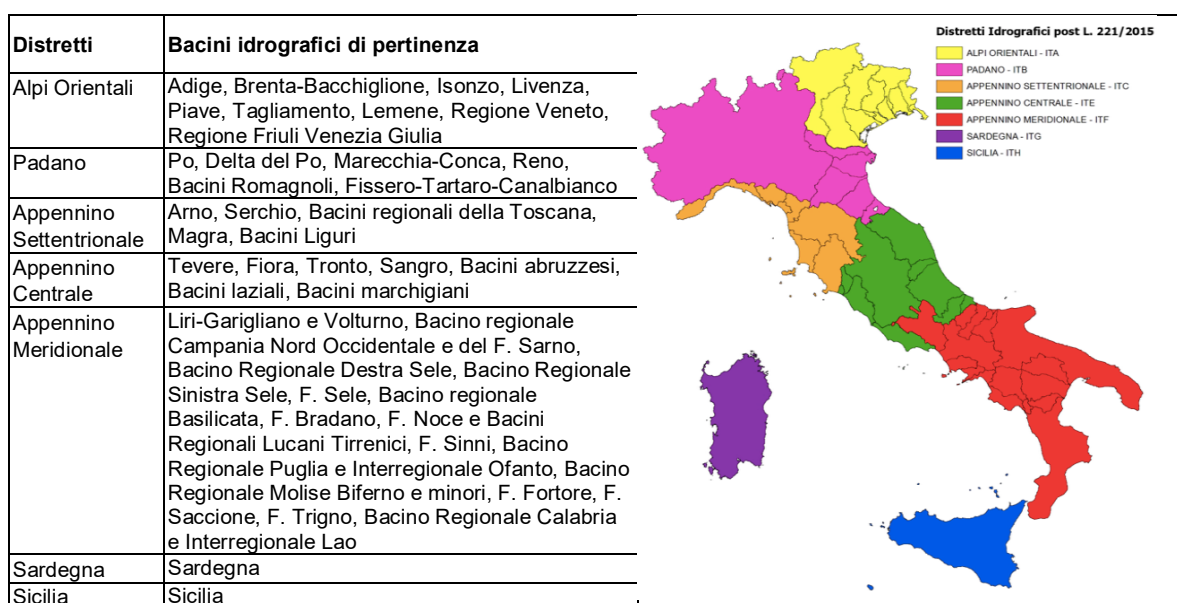 Distretti
Bacini idrografici di pertinenza
Alpi Orientali
Adige, Brenta-Bacchiglione, Isonzo, Livenza,
Piave, Tagliamento, Lemene, Regione Veneto,
Regione Friuli Venezia Giulia
Padano
Po, Delta del Po, Marecchia-Conca, Reno,
Bacini Romagnoli, Fissero-Tartaro-Canalbianco
Appennino
Settentrionale
Arno, Serchio, Bacini regionali della Toscana,
Magra, Bacini Liguri
Appennino
Centrale
Tevere, Fiora, Tronto, Sangro, Bacini abruzzesi,
Bacini laziali, Bacini marchigiani
Appennino
Meridionale
Liri-Garigliano e Volturno, Bacino regionale
Campania Nord Occidentale e del F. Sarno,
Bacino Regionale Destra Sele, Bacino Regionale
Sinistra Sele, F. Sele, Bacino regionale
Basilicata, F. Bradano, F. Noce e Bacini
Regionali Lucani Tirrenici, F. Sinni, Bacino
Regionale Puglia e Interregionale Ofanto, Bacino
Regionale Molise Biferno e minori, F. Fortore, F.
Saccione, F. Trigno, Bacino Regionale Calabria
e Interregionale Lao
Sardegna
Sardegna
Sicilia
Sicilia
Distretti Idrografici post L. 221/2015
ALPI ORIENTALI - ITA
PADANO - ITB
APPENNINO SETTENTRIONALE - ITC
APPENNINO CENTRALE - ITE
APPENNINO MERIDIONALE - ITF
SARDEGNA - ITG
SICILIA - ITH